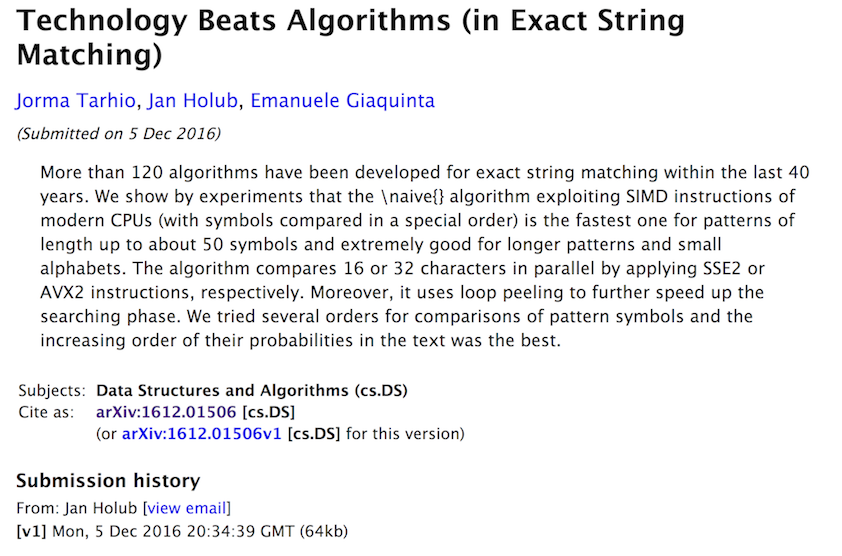 Technology Beats Algorithms (in Exact String
Matching)
Jorma Tarhio, Jan Holub, Emanuele Giaquinta
(Submitted on 5 Dec 2016)
More than 120 algorithms have been developed for exact string matching within the last 40
years. We show by experiments that the \naive{} algorithm exploiting SIMD instructions of
modern CPUs (with symbols compared in a special order) is the fastest one for patterns of
length up to about 50 symbols and extremely good for longer patterns and small
alphabets. The algorithm compares 16 or 32 characters in parallel by applying SSE2 or
AVX2 instructions, respectively. Moreover, it uses loop peeling to further speed up the
searching phase. We tried several orders for comparisons of pattern symbols and the
increasing order of their probabilities in the text was the best.
Subjects: Data Structures and Algorithms (cs.DS)
Cite as: arXiv:1612.01506 [cs.DS]
(or arXiv:1612.01506v1 [cs.DS] for this version)
Submission history
From: Jan Holub [view email]
[v1] Mon, 5 Dec 2016 20:34:39 GMT (64kb)